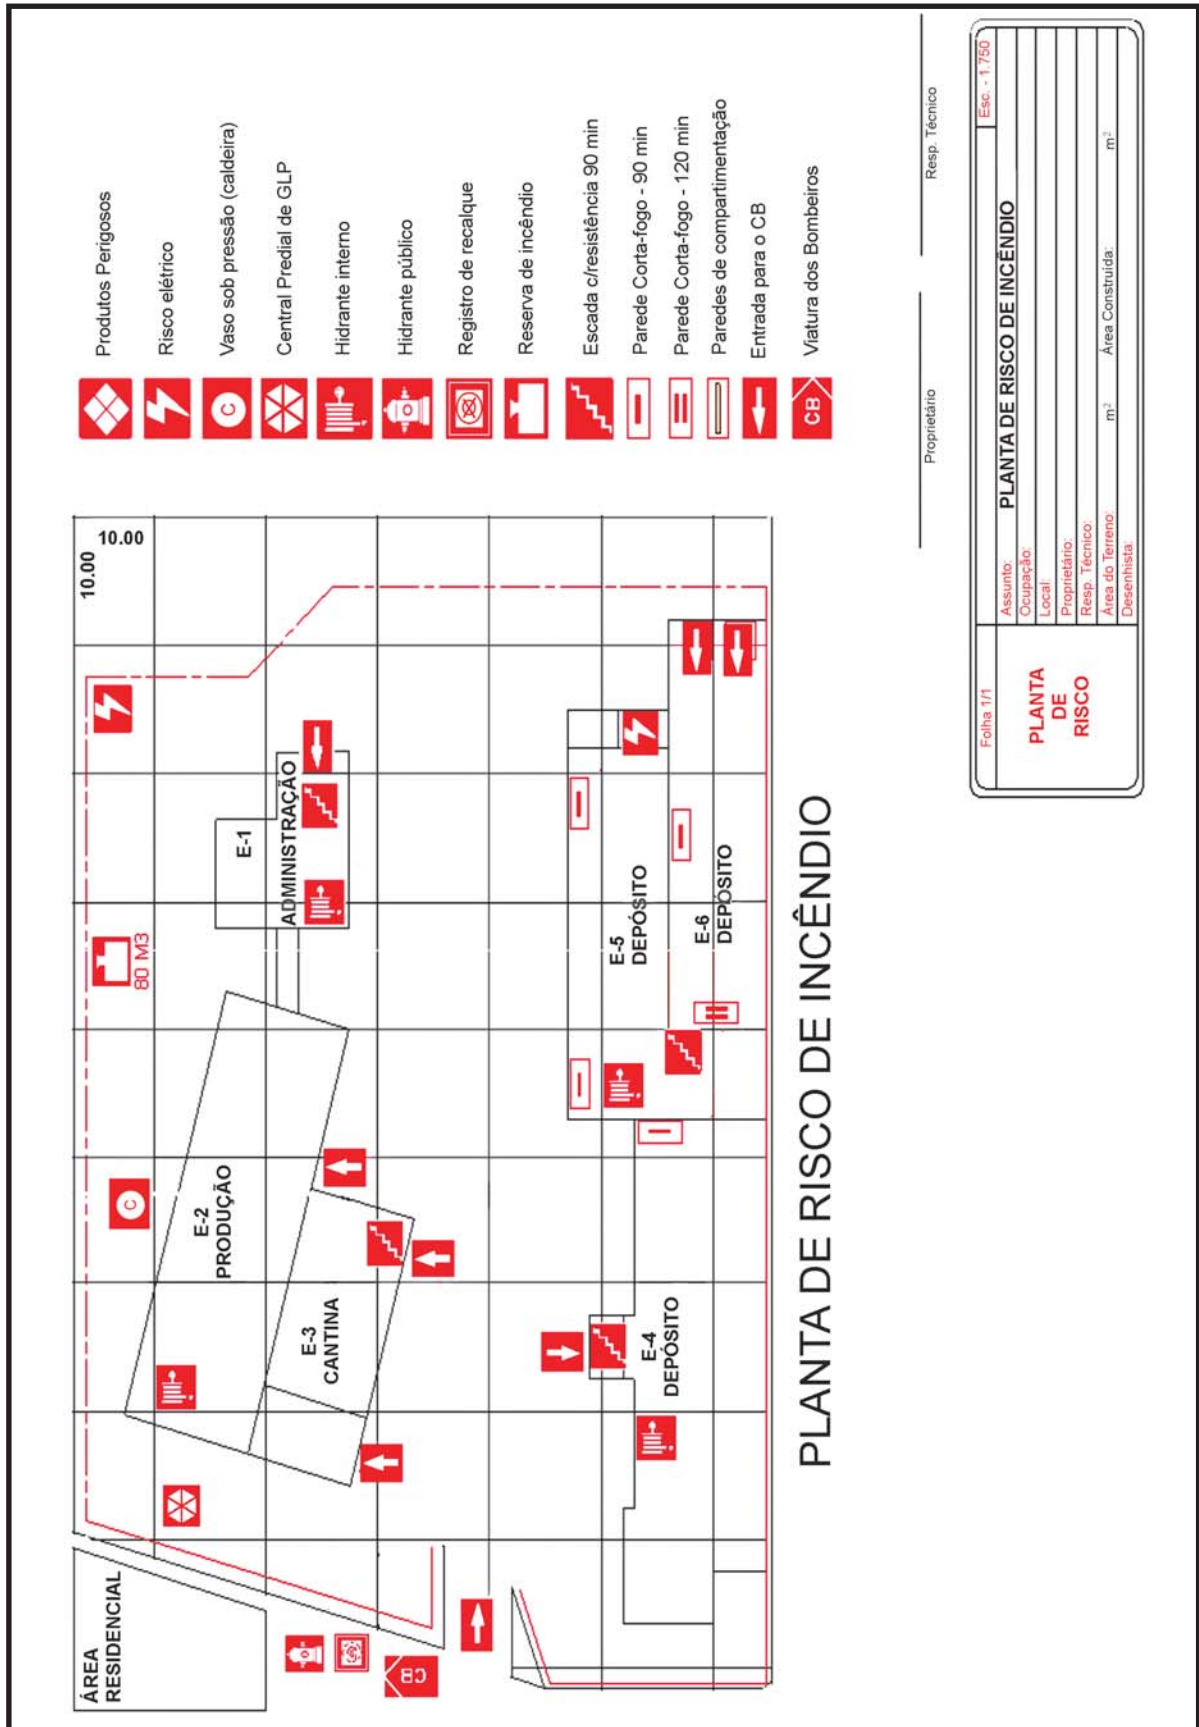 ÁREA
RESIDENCIAL
80 M3
10.00
10.00
C
E-2
PRODUÇÃO
E-1
ADMINISTRAÇÃO
E-3
CANTINA
CB
E-4
DEPÓSITO
E-5
DEPÓSITO
E-6
DEPÓSITO
PLANTA DE RISCO DE INCÊNDIO
Produtos Perigosos
Risco elétrico
C
Vaso sob pressão (caldeira)
Central Predial de GLP
Hidrante interno
Hidrante público
Registro de recalque
Reserva de incêndio
Escada c/resistência 90 min
Parede Corta-fogo - 90 min
Parede Corta-fogo - 120 min
Paredes de compartimentação
Entrada para o CB
CB
Viatura dos Bombeiros
Proprietário
Resp. Técnico
Folha 1/1
Esc. - 1.750
PLANTA
DE
RISCO
Assunto: PLANTA DE RISCO DE INCÊNDIO
Ocupação:
Local:
Proprietário:
Resp. Técnico:
Área do Terreno: m² Área Construida: m²
Desenhista: